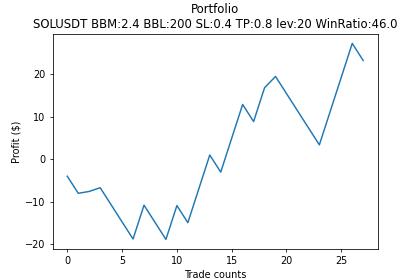 Portfolio
SOLUSDT BBM:2.4 BBL:200 SL:0.4 TP:0.8 lev:20 WinRatio:46.0
20
10
0
−10
−20
Profit ($)
0
5
10
15
20
25
Trade counts